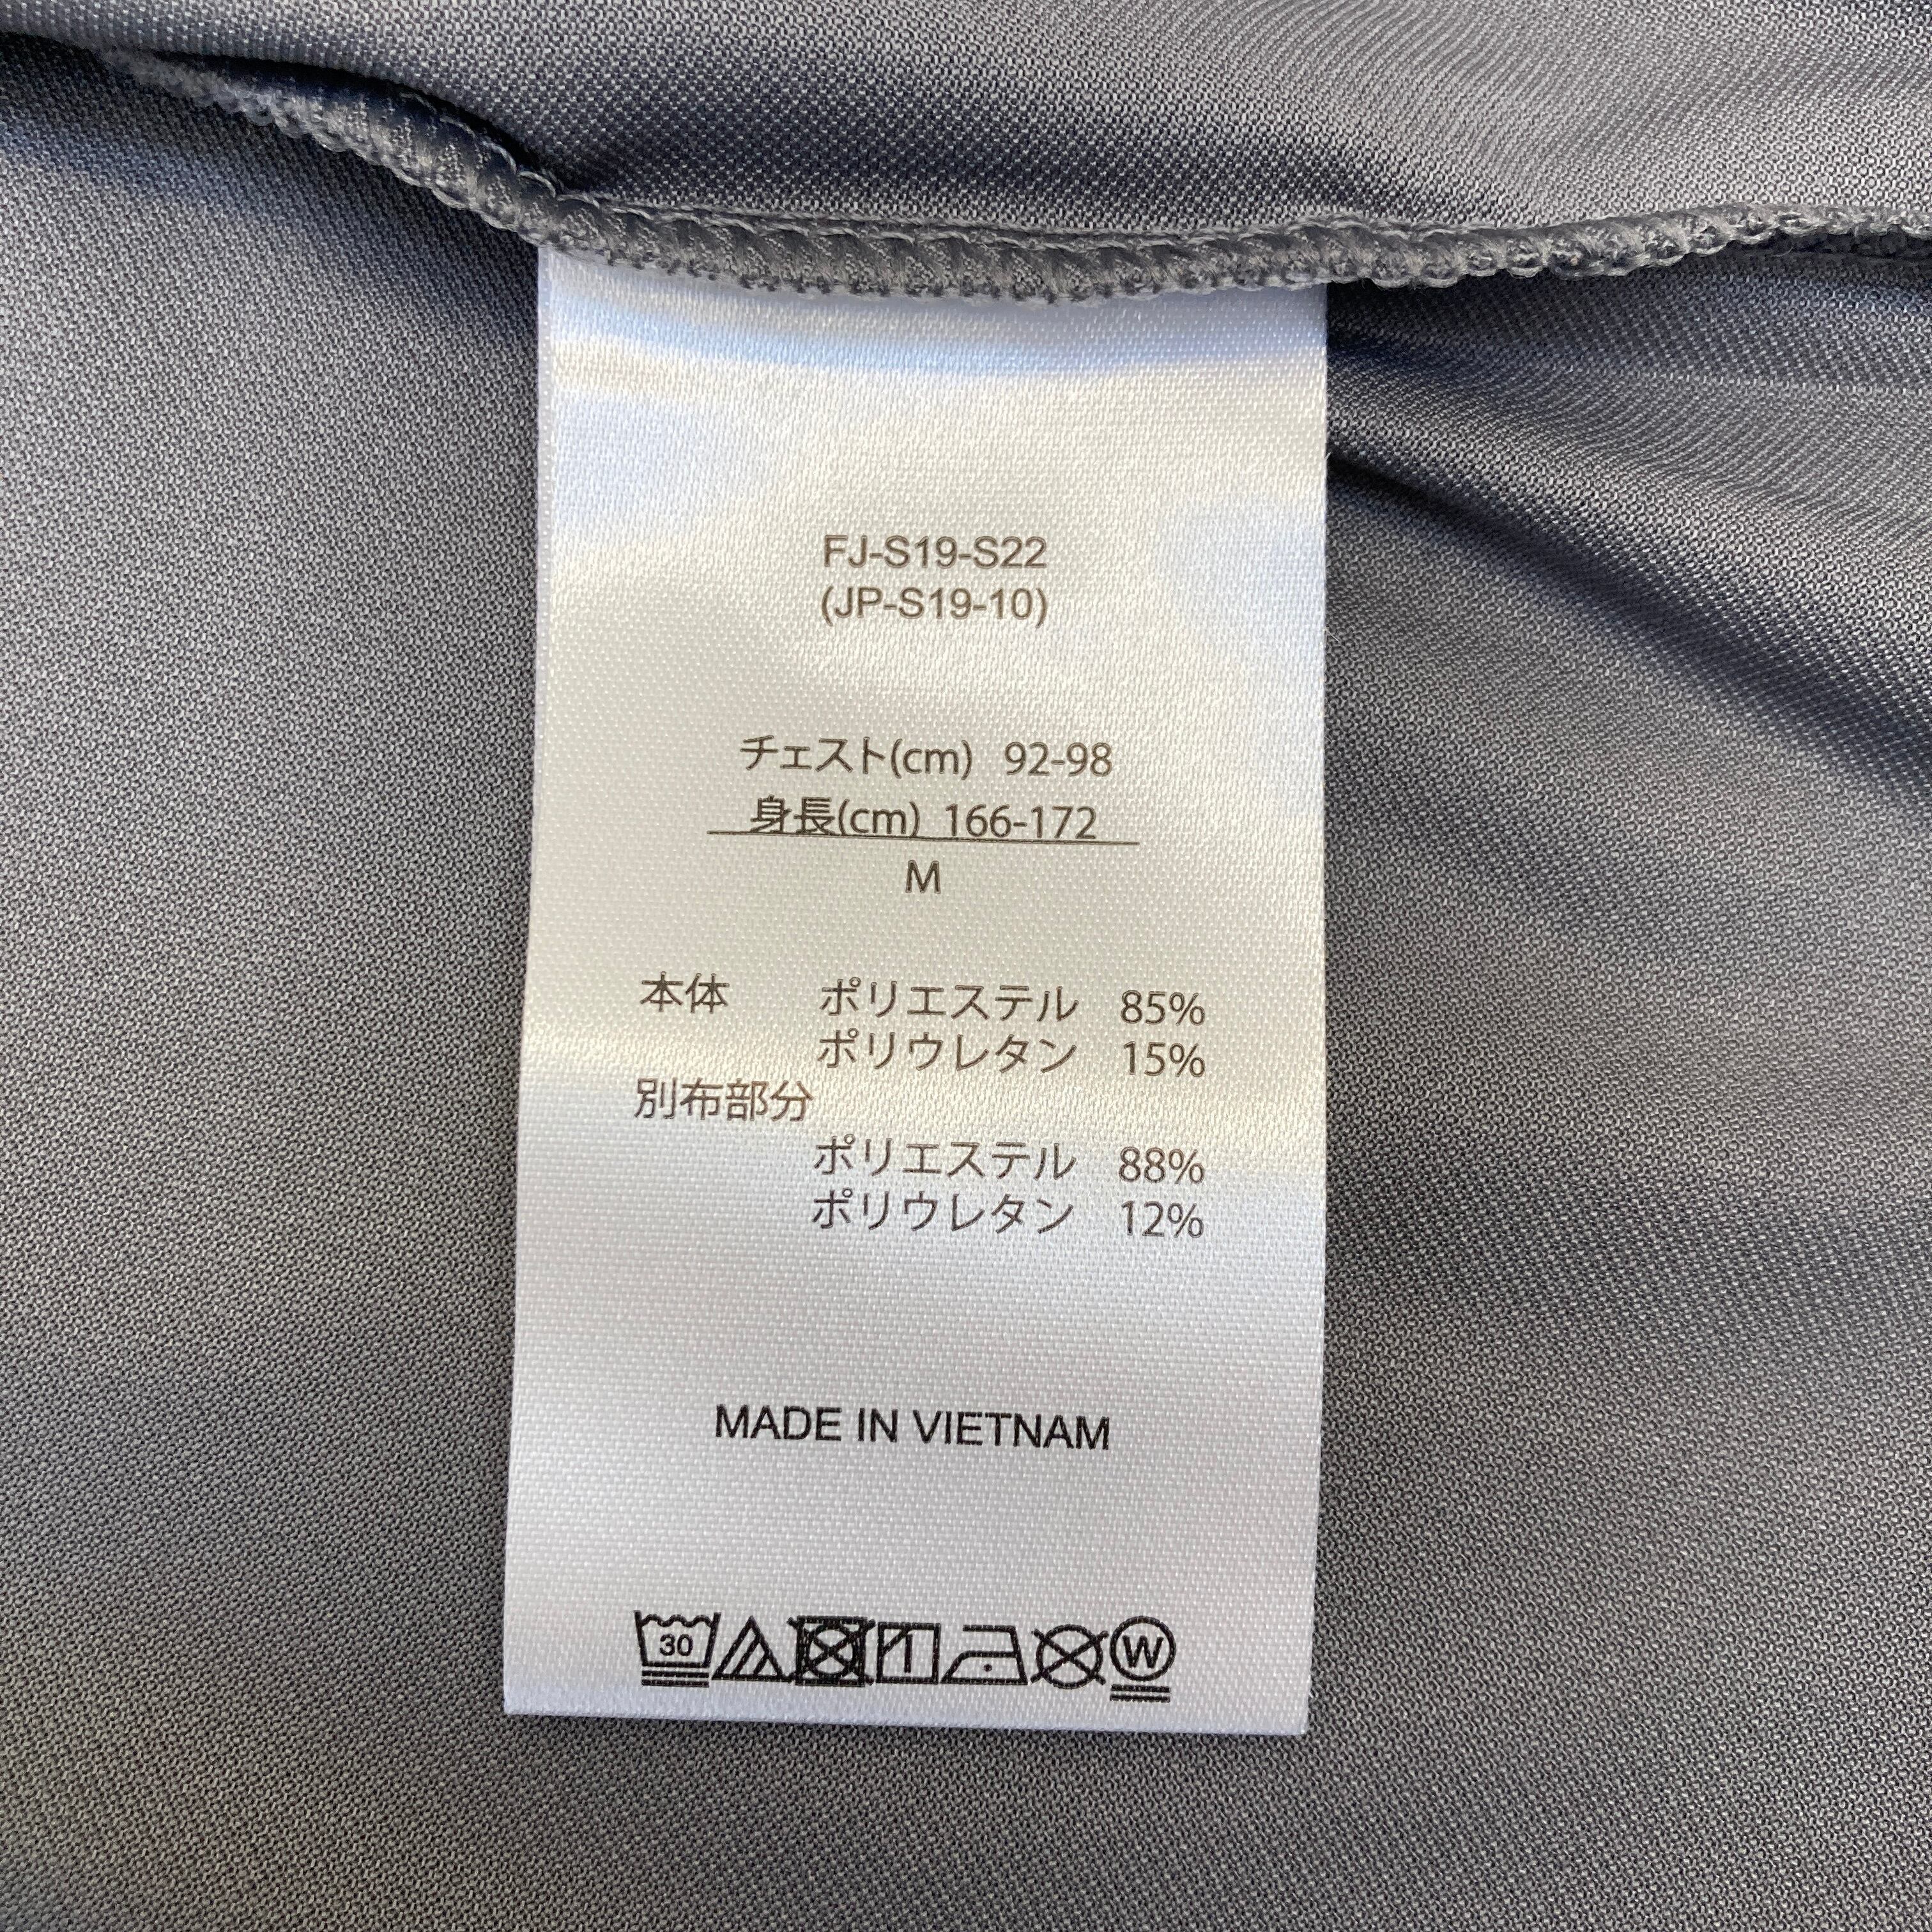 FJ-S19-S22
(JP-S19-10)
チェスト(cm) 92-98
身長(cm) 166-172
M
本体 ポリエステル 85%
ポリウレタン 15%
別布部分
ポリエステル 88%
ポリウレタン 12%
MADE IN VIETNAM
30 W